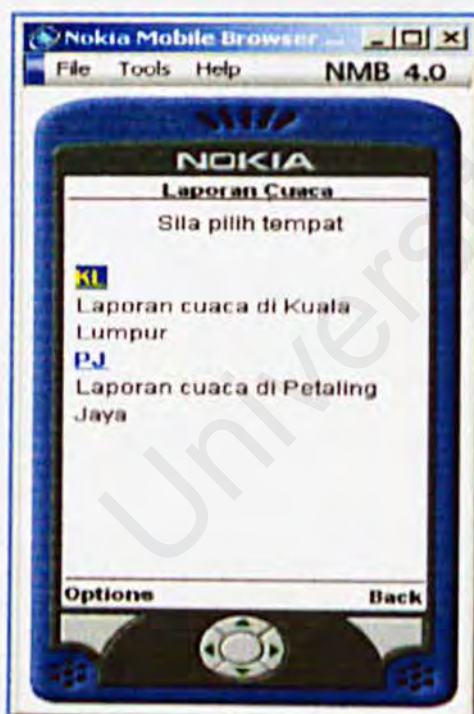 Nokia Mobile Browser ...
File Tools Help NMB 4.0
NOKIA
Laporan Cuaca
Sila pilih tempat
KL
Laporan cuaca di Kuala
Lumpur
PJ
Laporan cuaca di Petaling
Jaya
Options Back